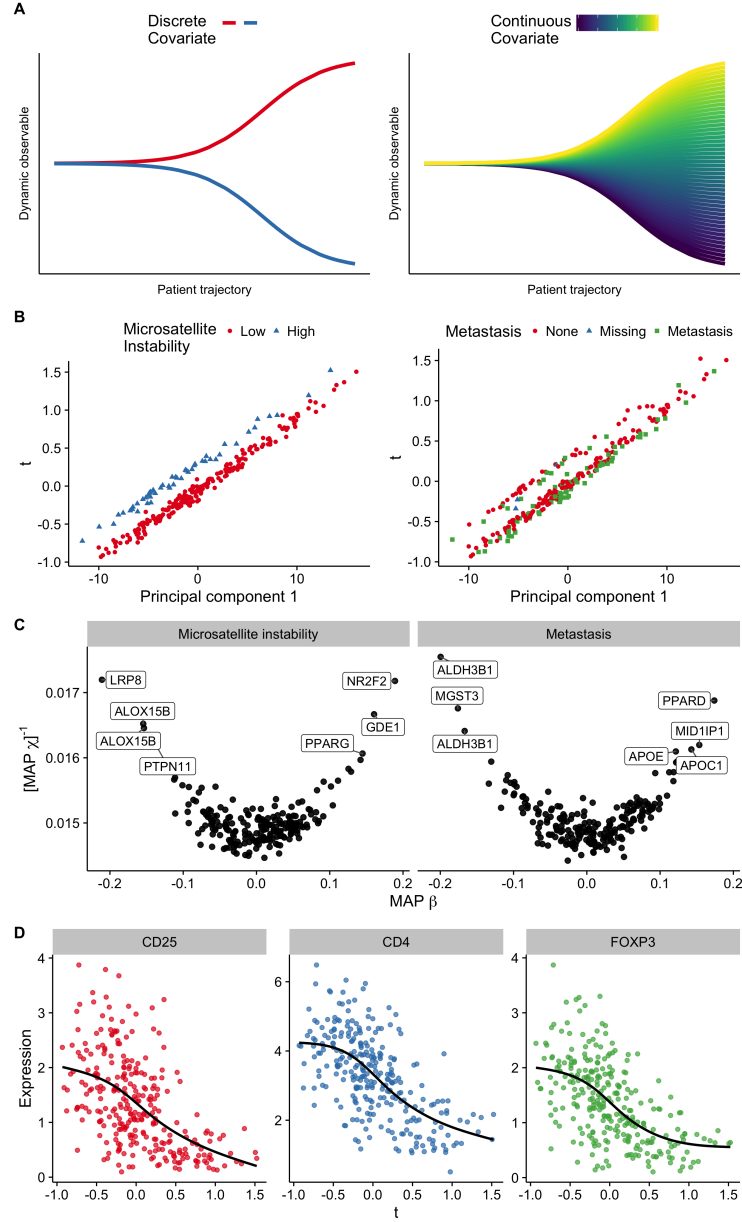 A
Discrete
Covariate
Dynamic observable
Patient trajectory
Continuous
Covariate
Dynamic observable
Patient trajectory
B
Microsatellite
Instability
Low
High
1.5
1.0
0.5
0.0
-0.5
-1.0
t
-10
0
10
Principal component 1
Metastasis
None
Missing
Metastasis
1.5
1.0
0.5
0.0
-0.5
-1.0
t
-10
0
10
Principal component 1
C
Microsatellite instability
Metastasis
LRP8
ALOX15B
ALOX15B
PTPN11
NR2F2
GDE1
PPARG
ALDH3B1
MGST3
ALDH3B1
PPARD
MID1IP1
APOE
APOC1
0.017
0.016
0.015
[MAP χ]⁻¹
-0.2
-0.1
0.0
0.1
0.2
-0.2
-0.1
0.0
0.1
0.2
MAP β
D
CD25
CD4
FOXP3
Expression
4
3
2
1
0
6
4
2
4
3
2
1
0
-1.0
-0.5
0.0
0.5
1.0
1.5
-1.0
-0.5
0.0
0.5
1.0
1.5
-1.0
-0.5
0.0
0.5
1.0
1.5
t